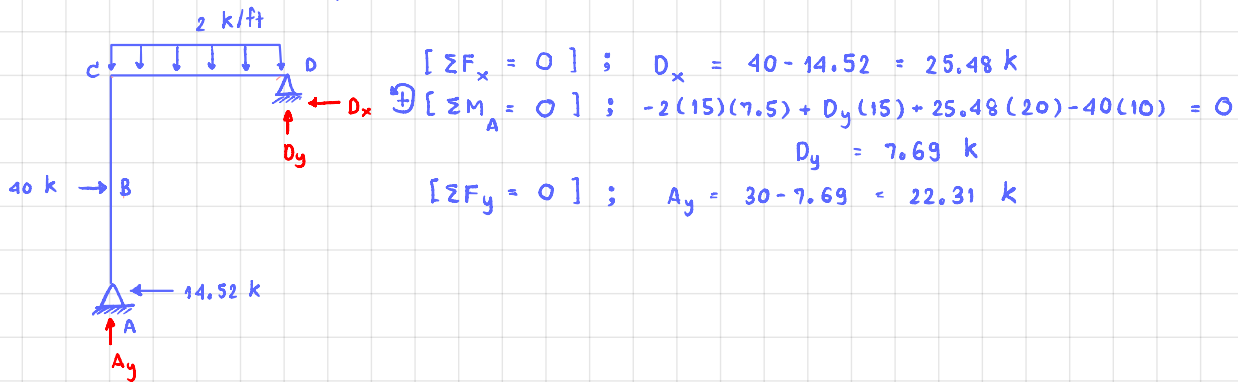 2 k/ft
C
D
[ΣFx = 0] ; Dx = 40 - 14.52 = 25.48 k
Dx
+ [ΣM_A = 0] ; -2(15)(7.5) + Dy(15) + 25.48(20) - 40(10) = 0
Dy
Dy = 7.69 k
40 k
B
[ΣFy = 0] ; Ay = 30 - 7.69 = 22.31 k
14.52 k
A
Ay